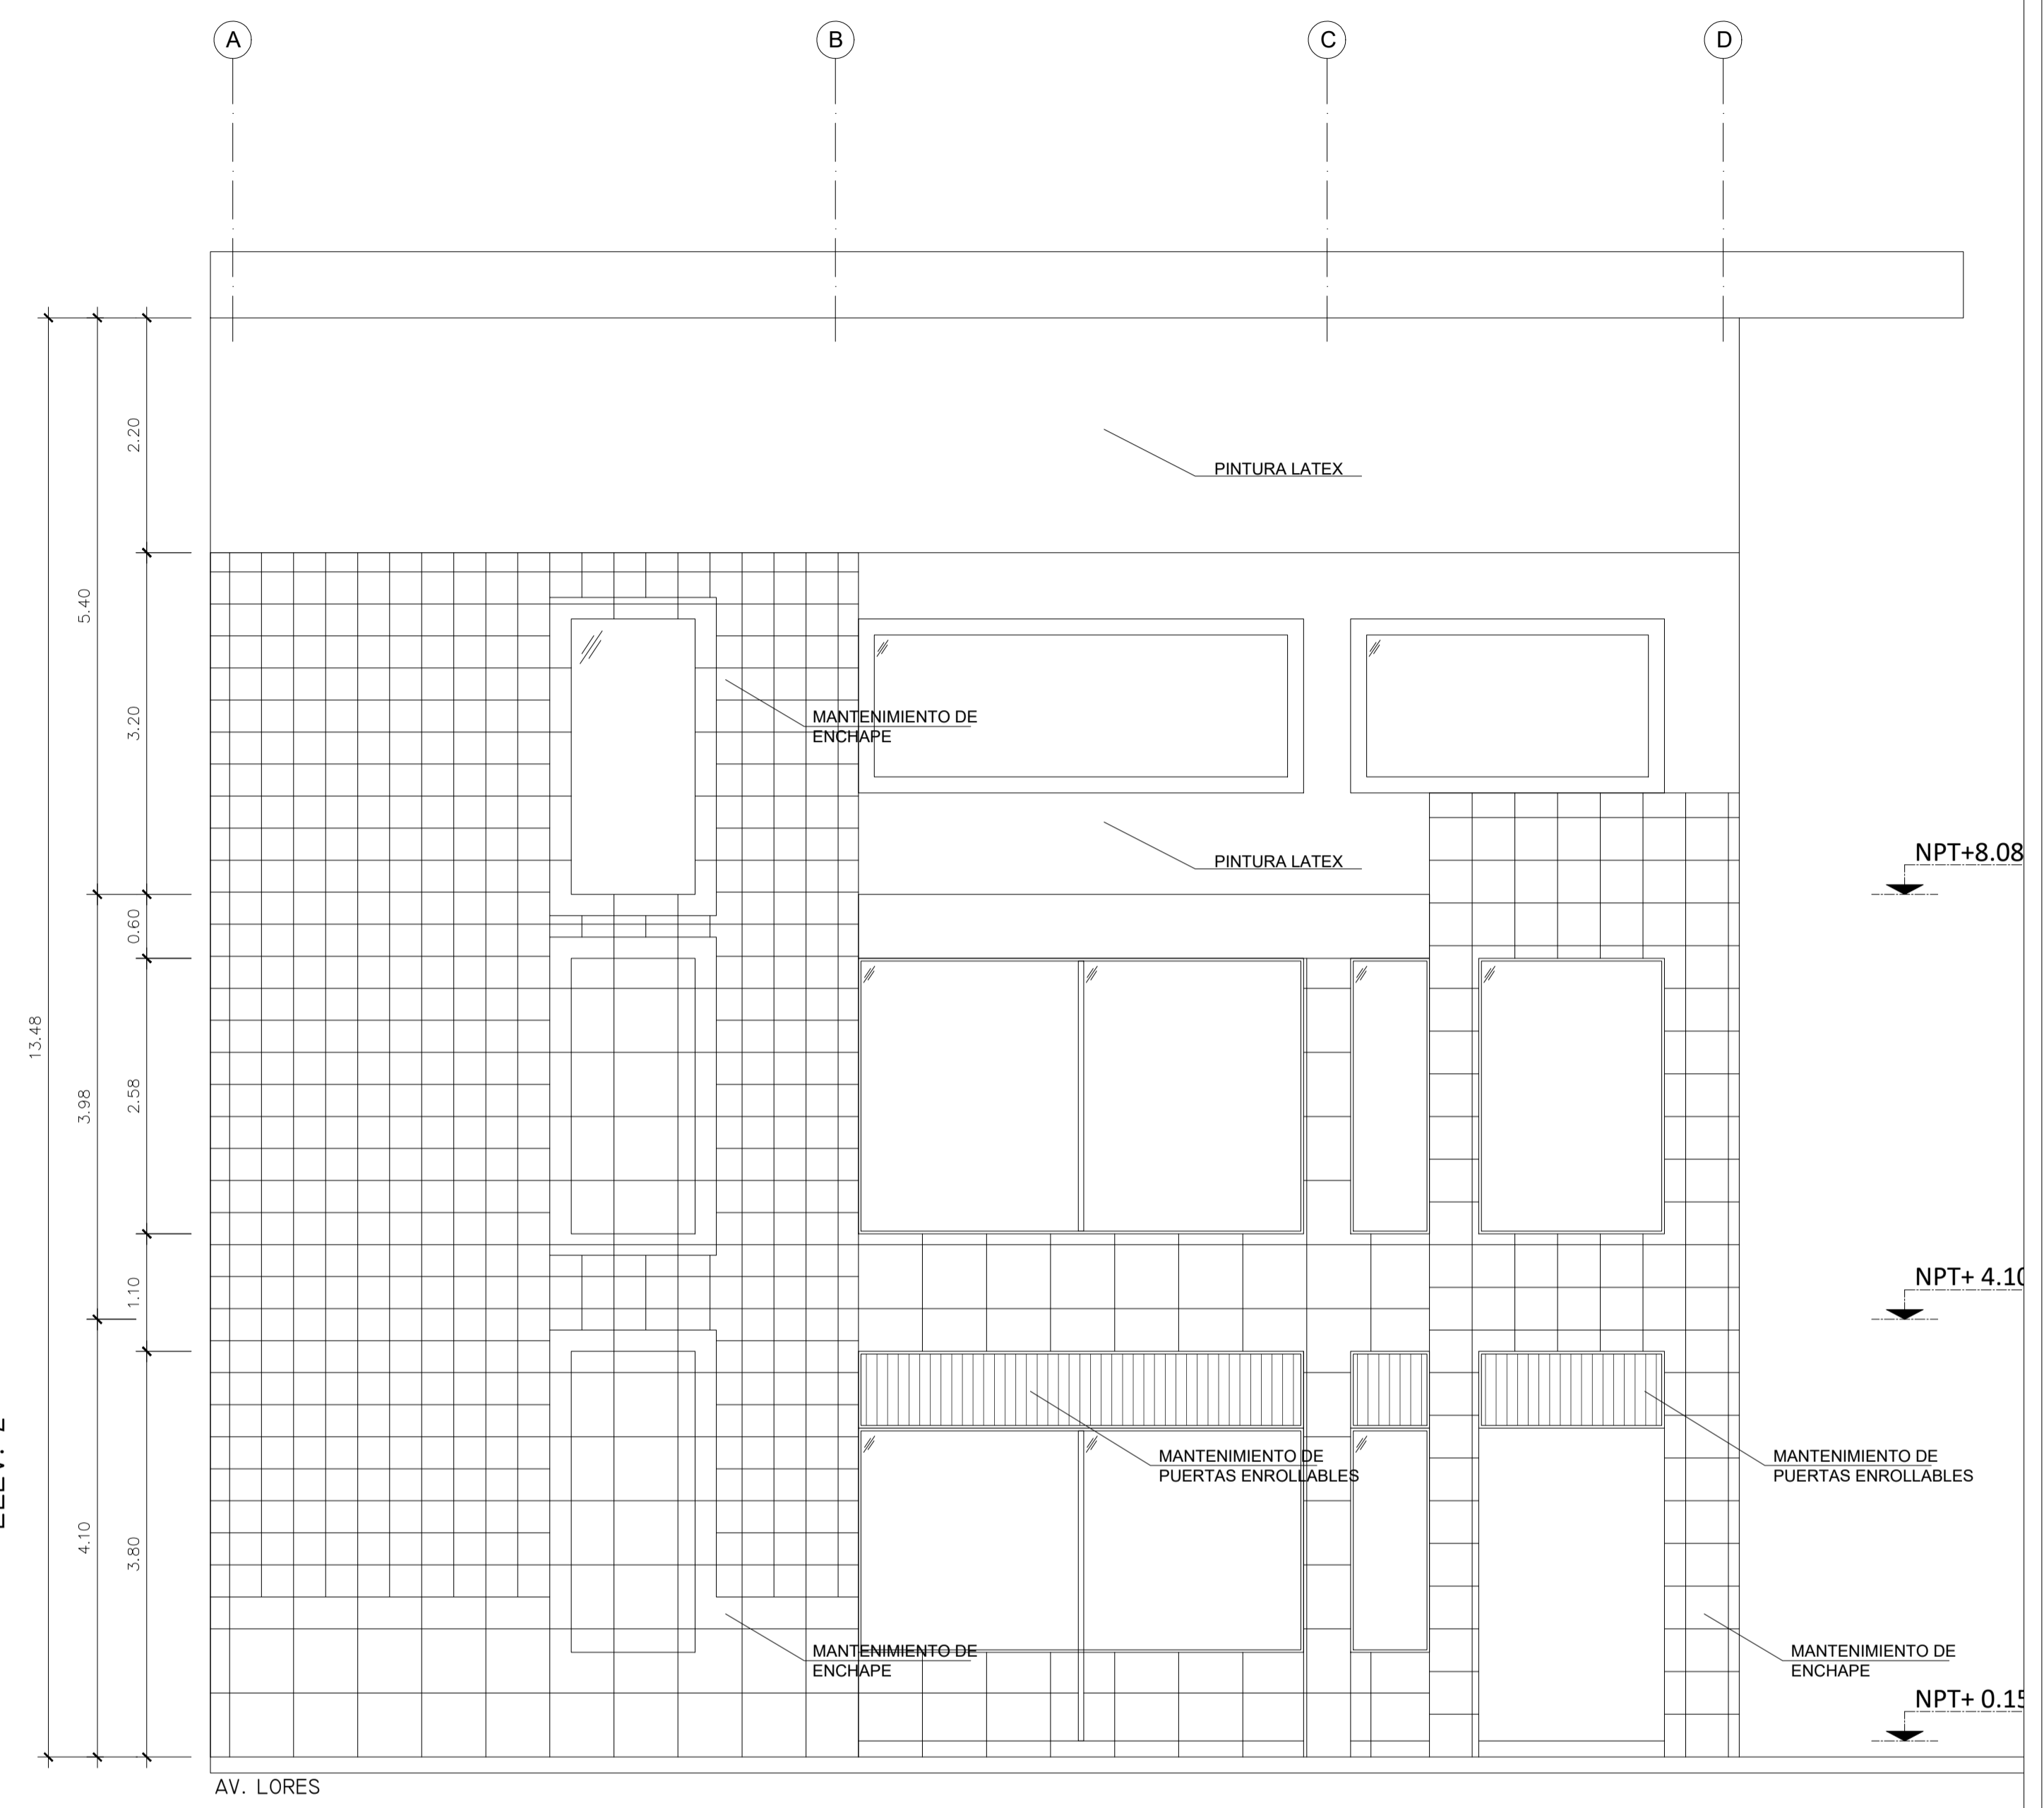 A
B
C
D
2.20
PINTURA LATEX
5.40
3.20
MANTENIMIENTO DE
ENCHAPE
NPT+8.08
PINTURA LATEX
0.60
13.48
3.98
2.58
NPT+ 4.10
1.10
MANTENIMIENTO DE
PUERTAS ENROLLABLES
MANTENIMIENTO DE
PUERTAS ENROLLABLES
4.10
3.80
MANTENIMIENTO DE
ENCHAPE
MANTENIMIENTO DE
ENCHAPE
NPT+ 0.15
AV. LORES